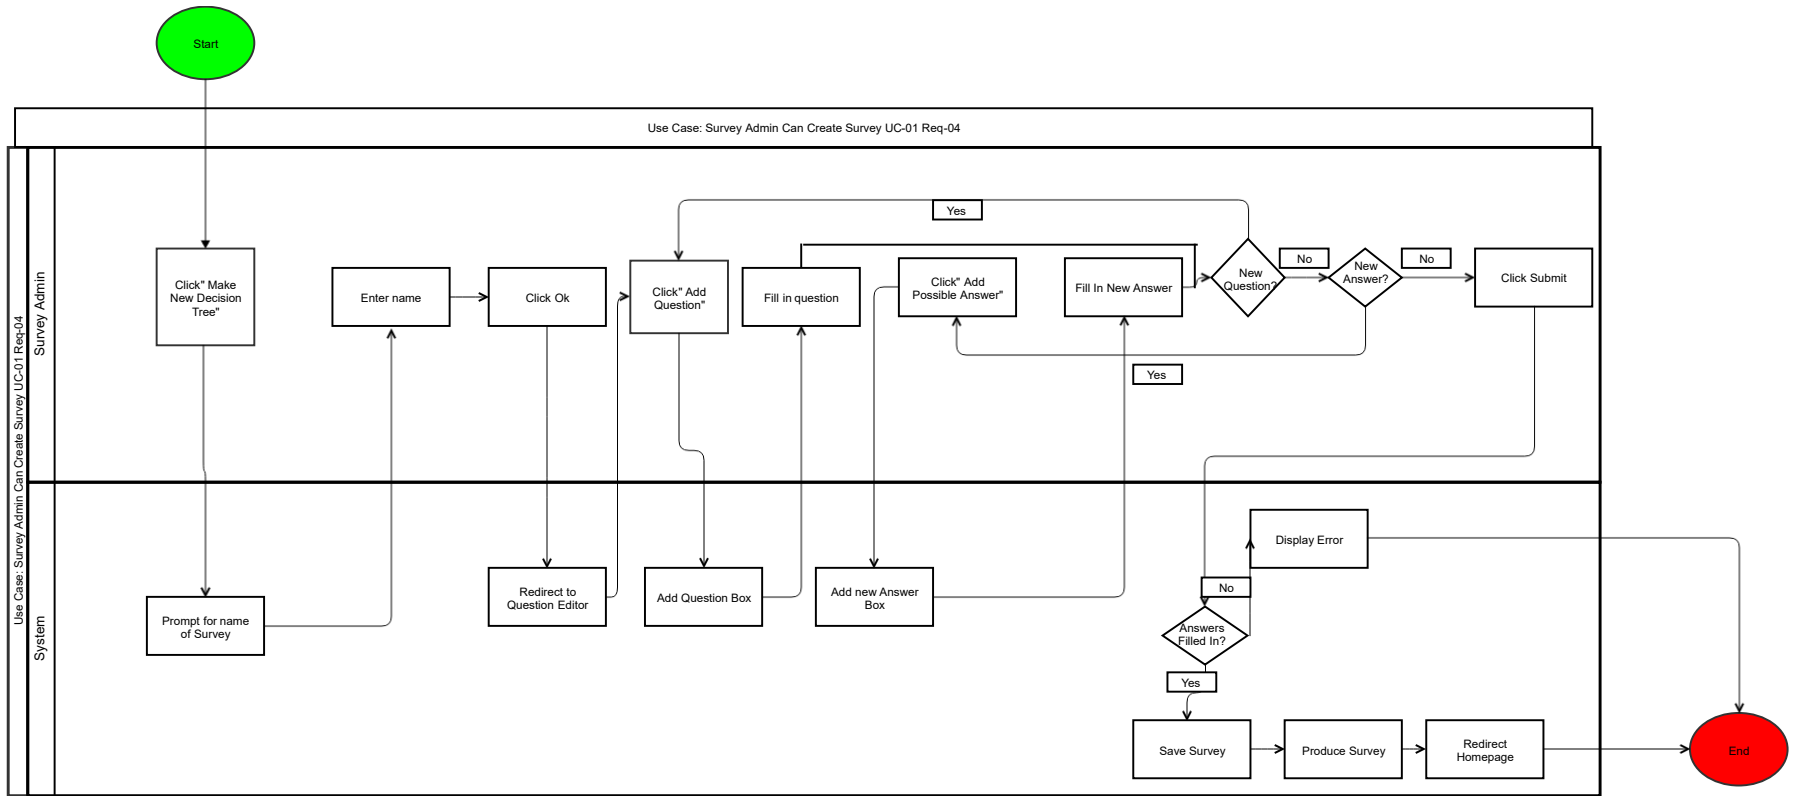 Start
Use Case: Survey Admin Can Create Survey UC-01 Req-04
Use Case: Survey Admin Can Create Survey UC-01 Req-04
Survey Admin
Click" Make
New Decision
Tree"
Enter name
Click Ok
Click" Add
Question"
Fill in question
Click" Add
Possible Answer"
Fill In New Answer
Yes
New
Question?
No
New
Answer?
No
Click Submit
Yes
System
Prompt for name
of Survey
Redirect to
Question Editor
Add Question Box
Add new Answer
Box
Display Error
No
Answers
Filled In?
Yes
Save Survey
Produce Survey
Redirect
Homepage
End